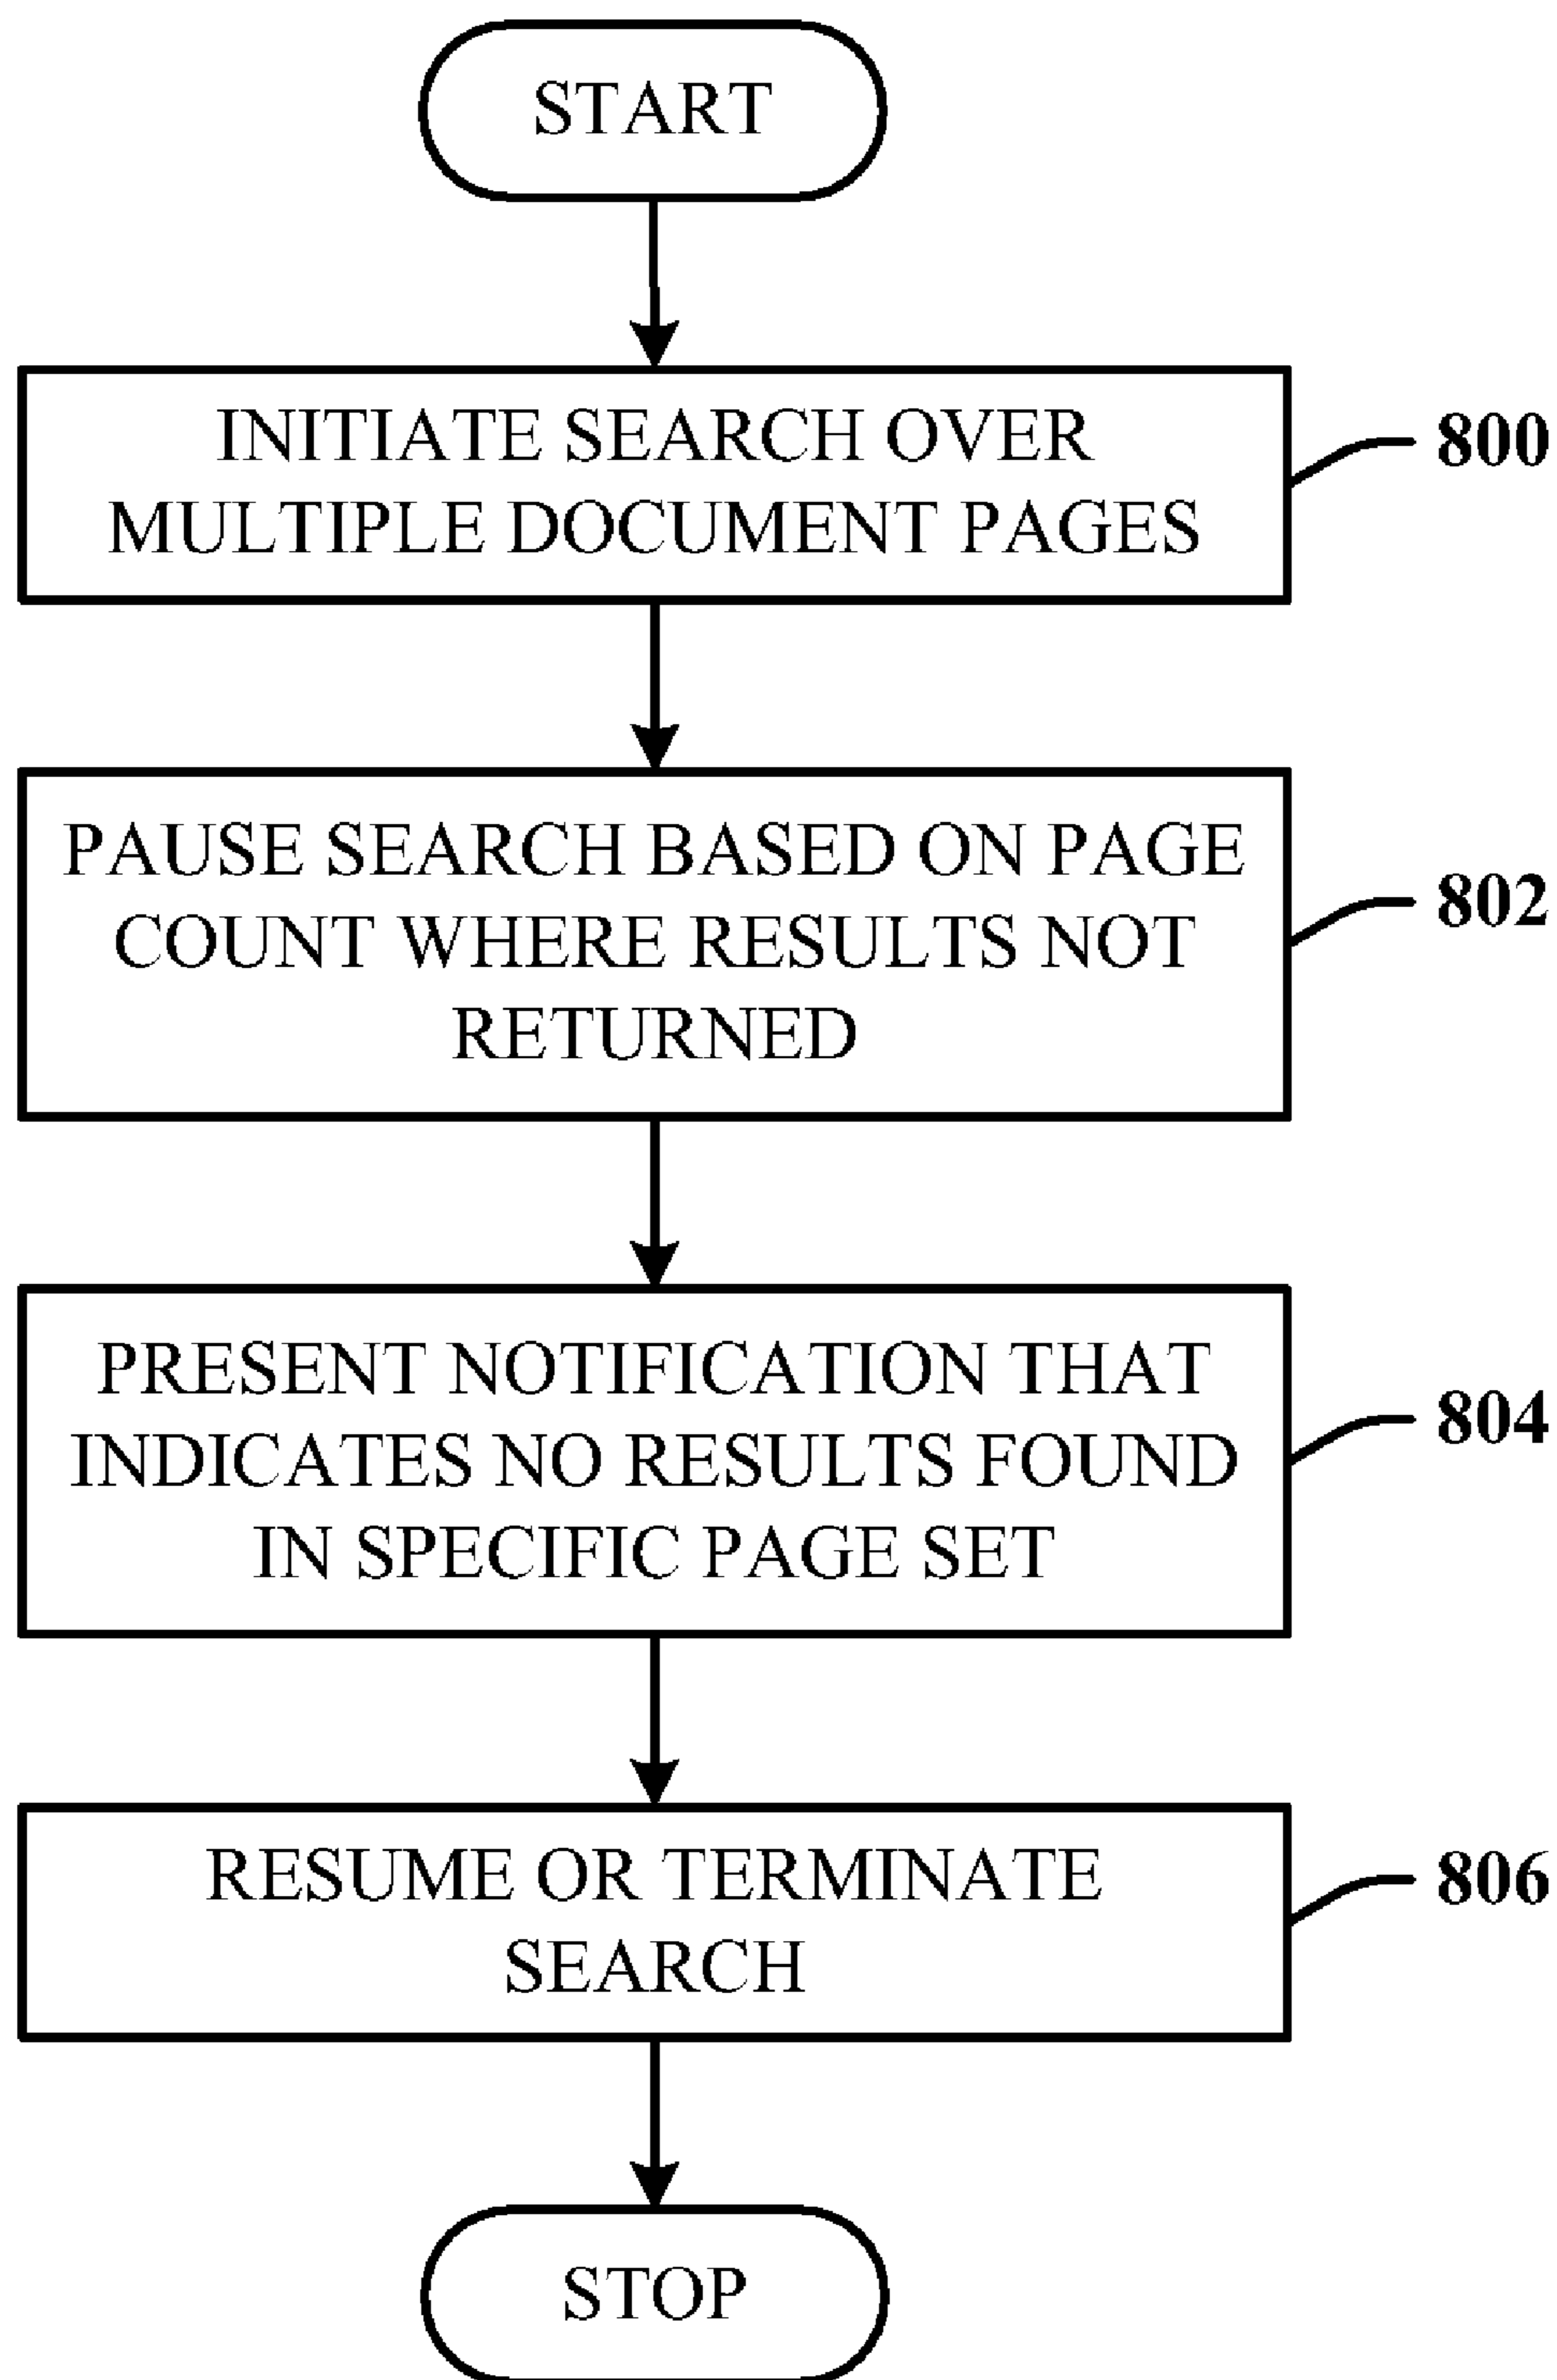 START
INITIATE SEARCH OVER
MULTIPLE DOCUMENT PAGES
800
PAUSE SEARCH BASED ON PAGE
COUNT WHERE RESULTS NOT
RETURNED
802
PRESENT NOTIFICATION THAT
INDICATES NO RESULTS FOUND
IN SPECIFIC PAGE SET
804
RESUME OR TERMINATE
SEARCH
806
STOP